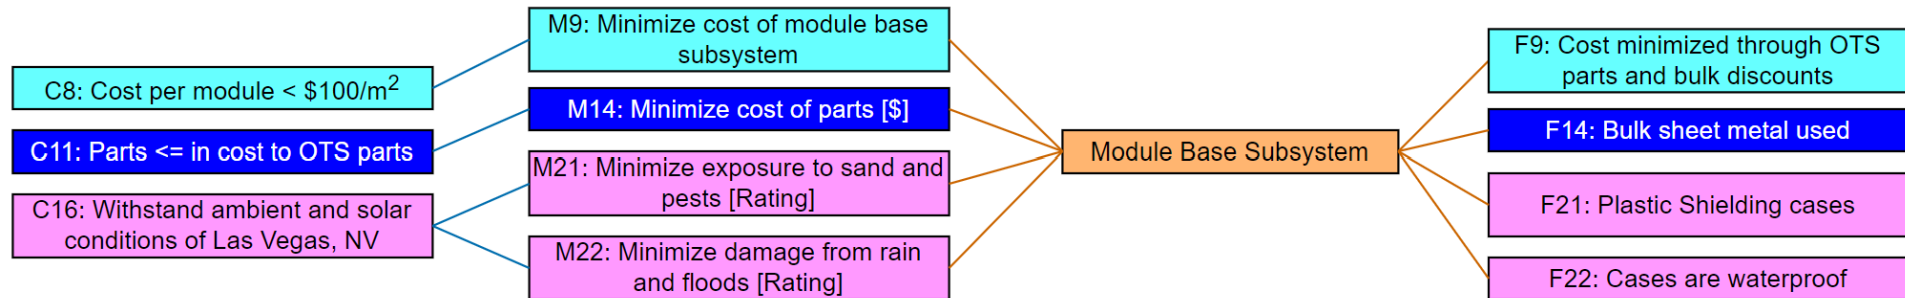 C8: Cost per module < $100/m²
C11: Parts <= in cost to OTS parts
C16: Withstand ambient and solar
conditions of Las Vegas, NV
M9: Minimize cost of module base
subsystem
M14: Minimize cost of parts [$]
M21: Minimize exposure to sand and
pests [Rating]
M22: Minimize damage from rain
and floods [Rating]
Module Base Subsystem
F9: Cost minimized through OTS
parts and bulk discounts
F14: Bulk sheet metal used
F21: Plastic Shielding cases
F22: Cases are waterproof